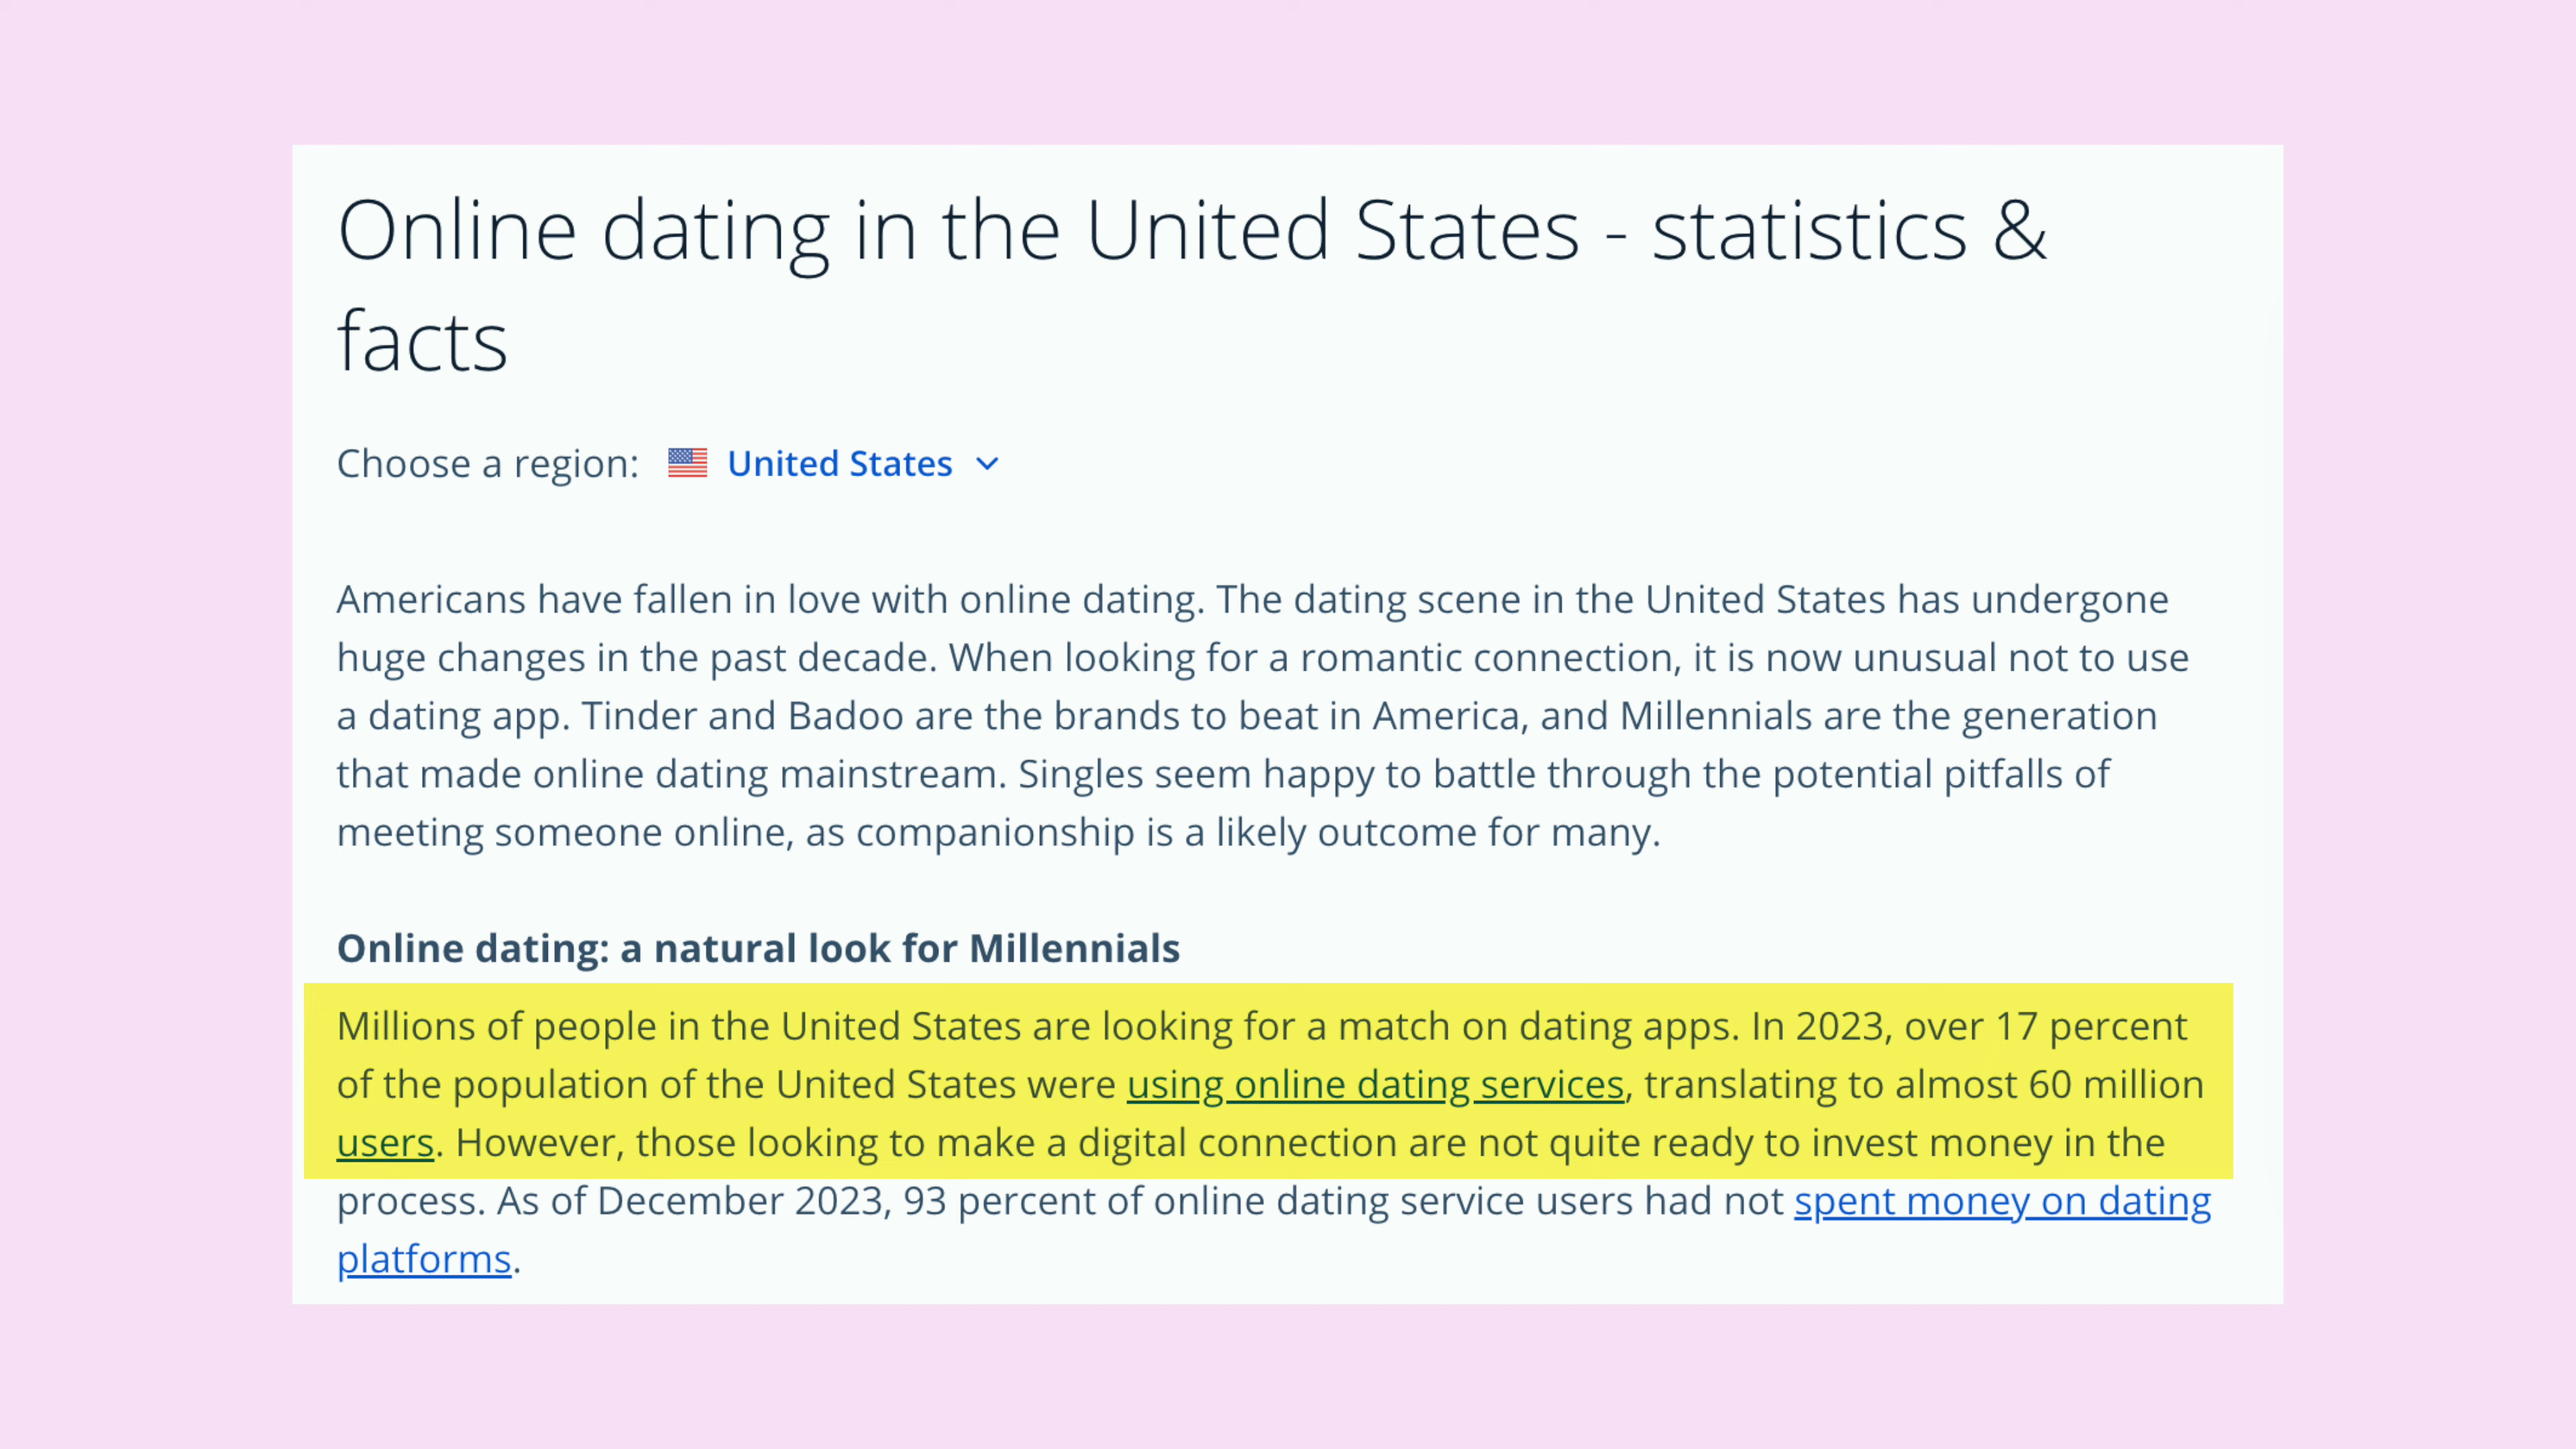 Online dating in the United States - statistics &
facts
Choose a region: United States
Americans have fallen in love with online dating. The dating scene in the United States has undergone
huge changes in the past decade. When looking for a romantic connection, it is now unusual not to use
a dating app. Tinder and Badoo are the brands to beat in America, and Millennials are the generation
that made online dating mainstream. Singles seem happy to battle through the potential pitfalls of
meeting someone online, as companionship is a likely outcome for many.
Online dating: a natural look for Millennials
Millions of people in the United States are looking for a match on dating apps. In 2023, over 17 percent
of the population of the United States were using online dating services, translating to almost 60 million
users. However, those looking to make a digital connection are not quite ready to invest money in the
process. As of December 2023, 93 percent of online dating service users had not spent money on dating
platforms.